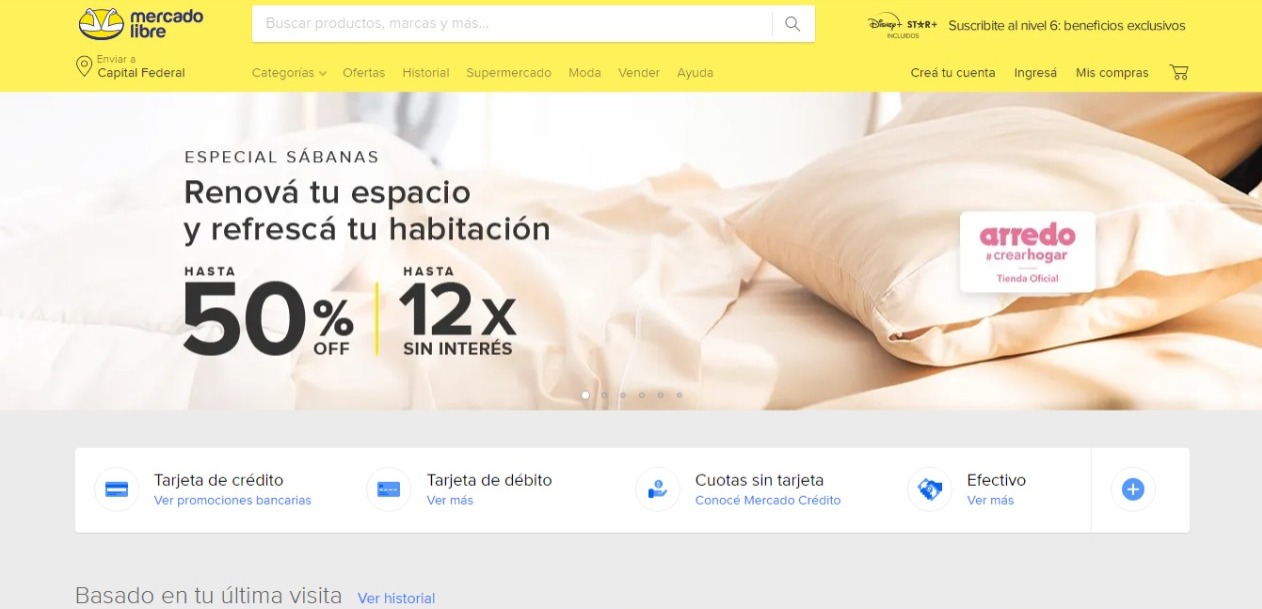 mercado
libre
Buscar productos, marcas y más...
Disney+ ST★R+
INCLUIDOS
Suscribite al nivel 6: beneficios exclusivos
Enviar a
Capital Federal
Categorías Ofertas Historial Supermercado Moda Vender Ayuda
Creá tu cuenta Ingresá Mis compras
ESPECIAL SÁBANAS
Renová tu espacio
y refrescá tu habitación
HASTA
50%
OFF
HASTA
12x
SIN INTERÉS
arredo
#crearhogar
Tienda Oficial
Tarjeta de crédito
Ver promociones bancarias
Tarjeta de débito
Ver más
Cuotas sin tarjeta
Conocé Mercado Crédito
Efectivo
Ver más
Basado en tu última visita Ver historial